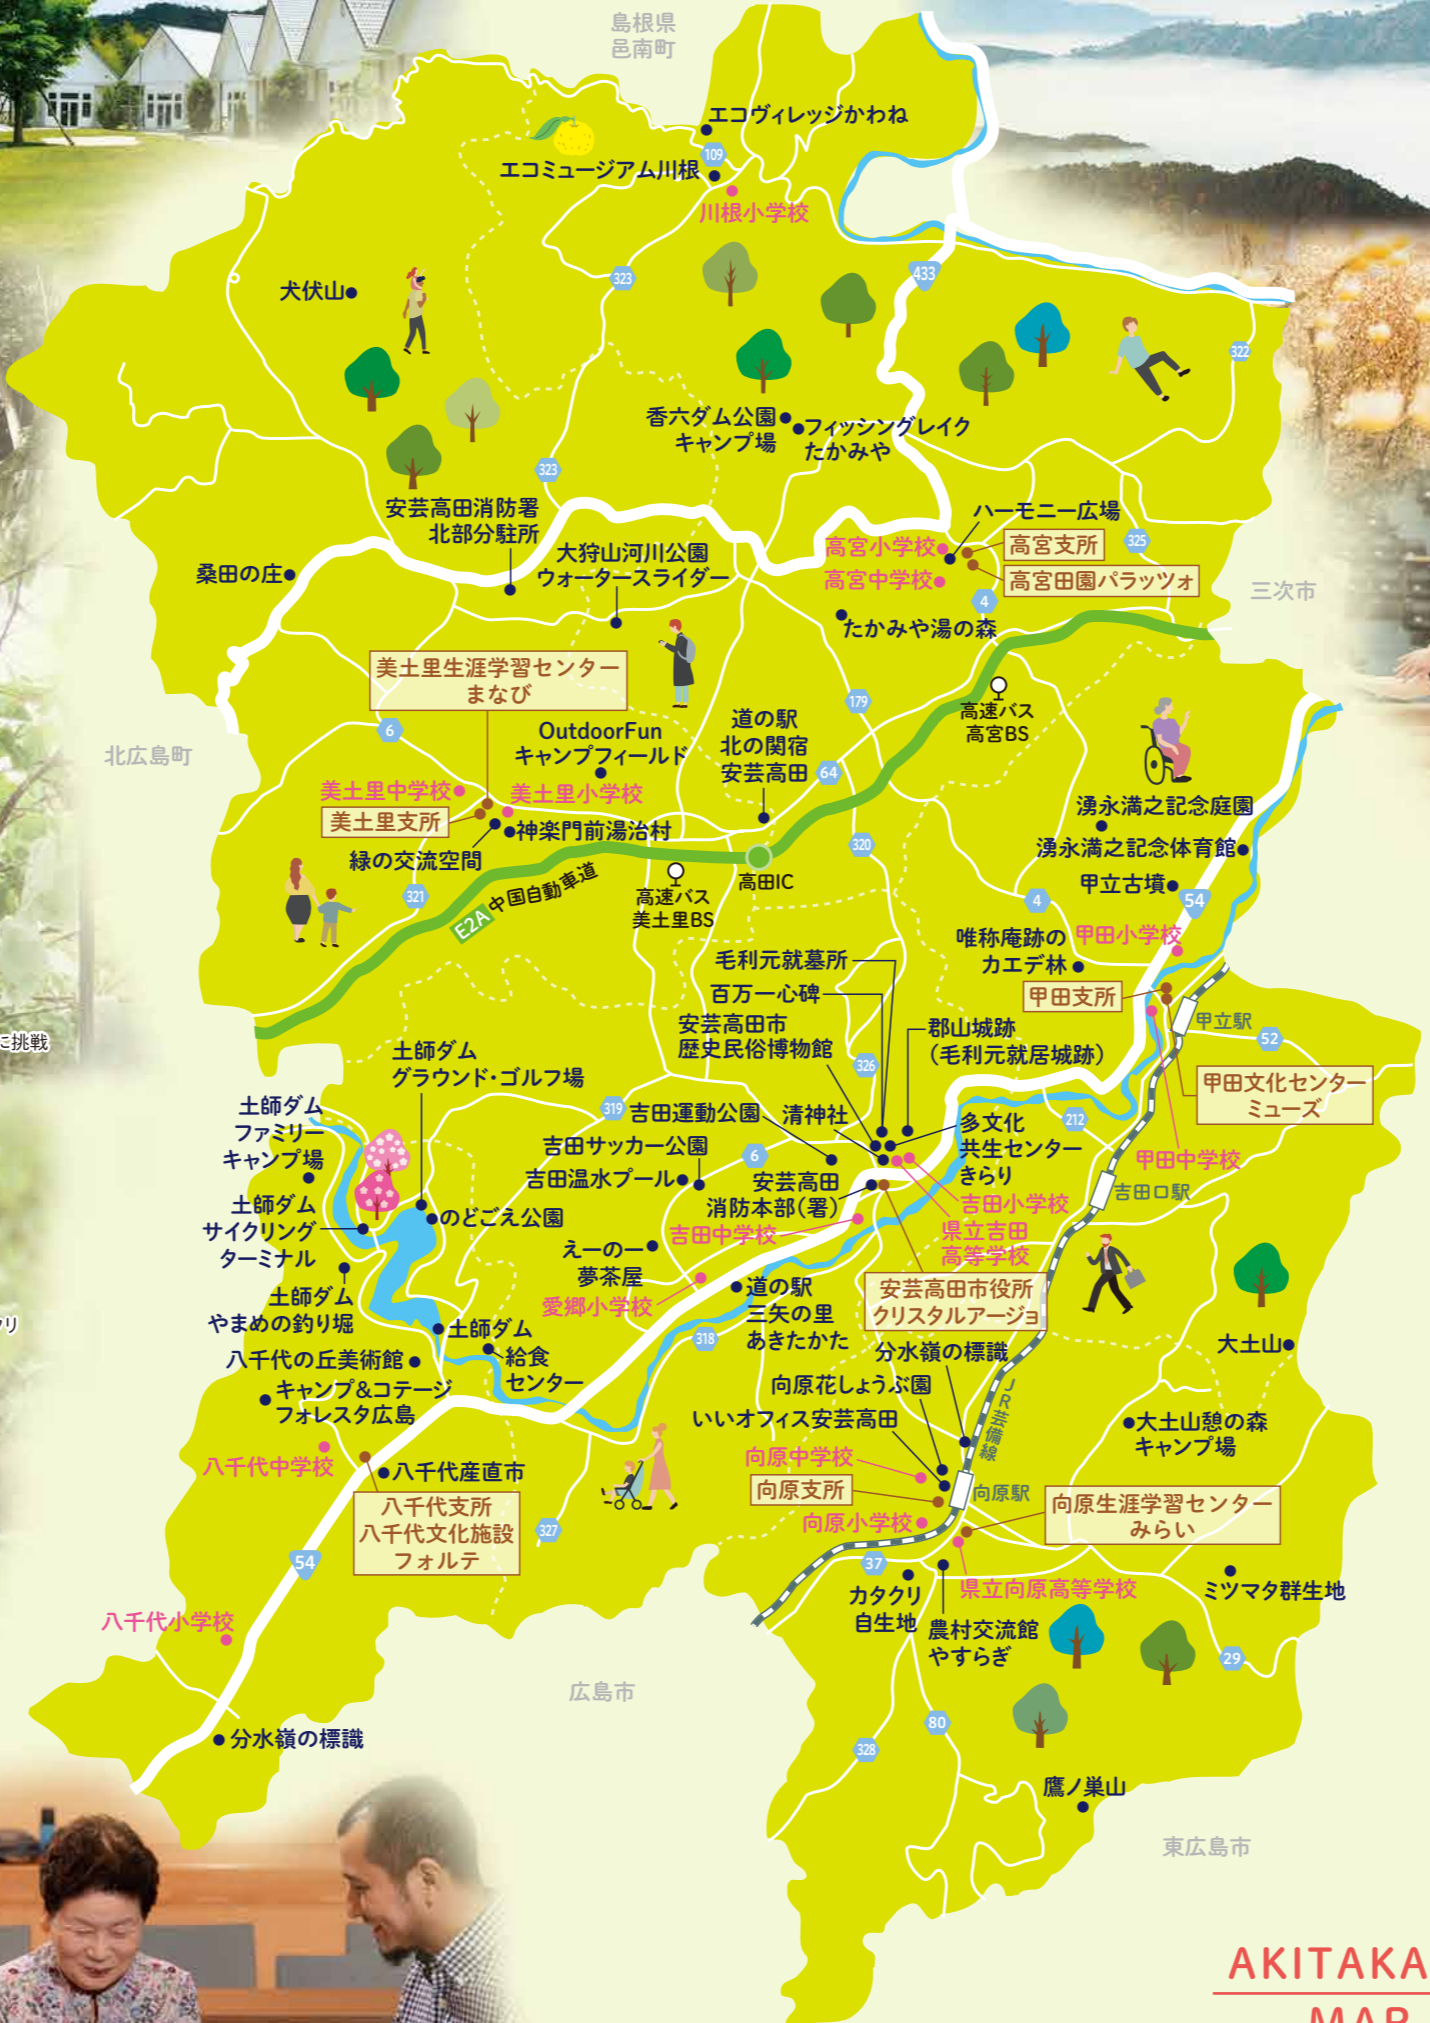 島根県
邑南町
エコヴィレッジかわね
109
エコミュージアム川根
川根小学校
323
433
犬伏山
322
香六ダム公園
キャンプ場
フィッシングレイク
たかみや
323
安芸高田消防署
北部分駐所
ハーモニー広場
高宮小学校
高宮支所
325
大狩山河川公園
ウォータースライダー
高宮中学校
高宮田園パラッツォ
桑田の庄
三次市
4
たかみや湯の森
美土里生涯学習センター
まなび
179
高速バス
高宮BS
6
OutdoorFun
キャンプフィールド
道の駅
北の関宿
安芸高田
64
北広島町
美土里中学校
美土里小学校
美土里支所
神楽門前湯治村
緑の交流空間
湧永満之記念庭園
湧永満之記念体育館
320
高田IC
高速バス
美土里BS
中国自動車道
E2A
321
甲立古墳
4
54
唯称庵跡の
カエデ林
甲田小学校
毛利元就墓所
百万一心碑
甲田支所
安芸高田市
歴史民俗博物館
郡山城跡
（毛利元就居城跡）
甲立駅
52
に挑戦
土師ダム
グラウンド・ゴルフ場
326
甲田文化センター
ミューズ
土師ダム
ファミリー
キャンプ場
319
吉田運動公園
清神社
212
多文化
共生センター
きらり
吉田サッカー公園
6
甲田中学校
吉田温水プール
安芸高田
消防本部（署）
吉田口駅
土師ダム
サイクリング
ターミナル
のどごえ公園
吉田小学校
吉田中学校
県立吉田
高等学校
えーのー
夢茶屋
土師ダム
やまめの釣り堀
愛郷小学校
道の駅
三矢の里
あきたかた
安芸高田市役所
クリスタルアージョ
リ
土師ダム
318
大土山
八千代の丘美術館
給食
センター
分水嶺の標識
キャンプ&コテージ
フォレスタ広島
向原花しょうぶ園
JR芸備線
いいオフィス安芸高田
大土山憩の森
キャンプ場
八千代中学校
八千代産直市
向原中学校
向原支所
向原駅
向原生涯学習センター
みらい
八千代支所
八千代文化施設
フォルテ
327
向原小学校
54
37
カタクリ
自生地
県立向原高等学校
ミツマタ群生地
八千代小学校
農村交流館
やすらぎ
29
広島市
80
分水嶺の標識
328
鷹ノ巣山
東広島市
AKITAKA
MAP